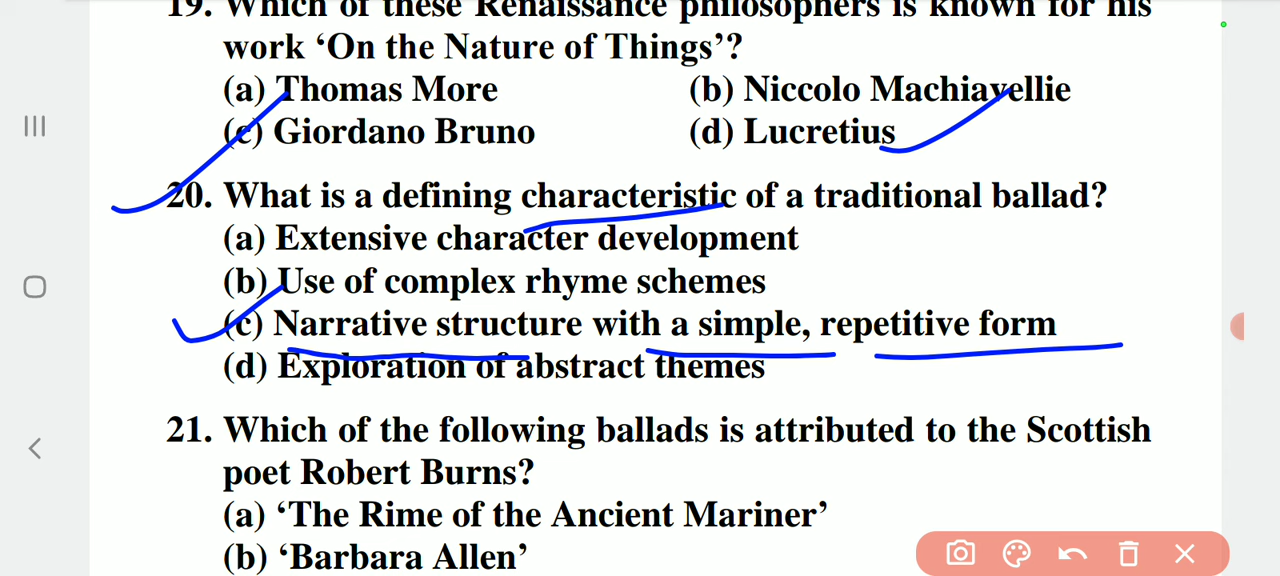 19. Which of these Renaissance philosophers is known for his
work ‘On the Nature of Things’?
(a) Thomas More (b) Niccolo Machiavellie
(c) Giordano Bruno (d) Lucretius
20. What is a defining characteristic of a traditional ballad?
(a) Extensive character development
(b) Use of complex rhyme schemes
(c) Narrative structure with a simple, repetitive form
(d) Exploration of abstract themes
21. Which of the following ballads is attributed to the Scottish
poet Robert Burns?
(a) ‘The Rime of the Ancient Mariner’
(b) ‘Barbara Allen’